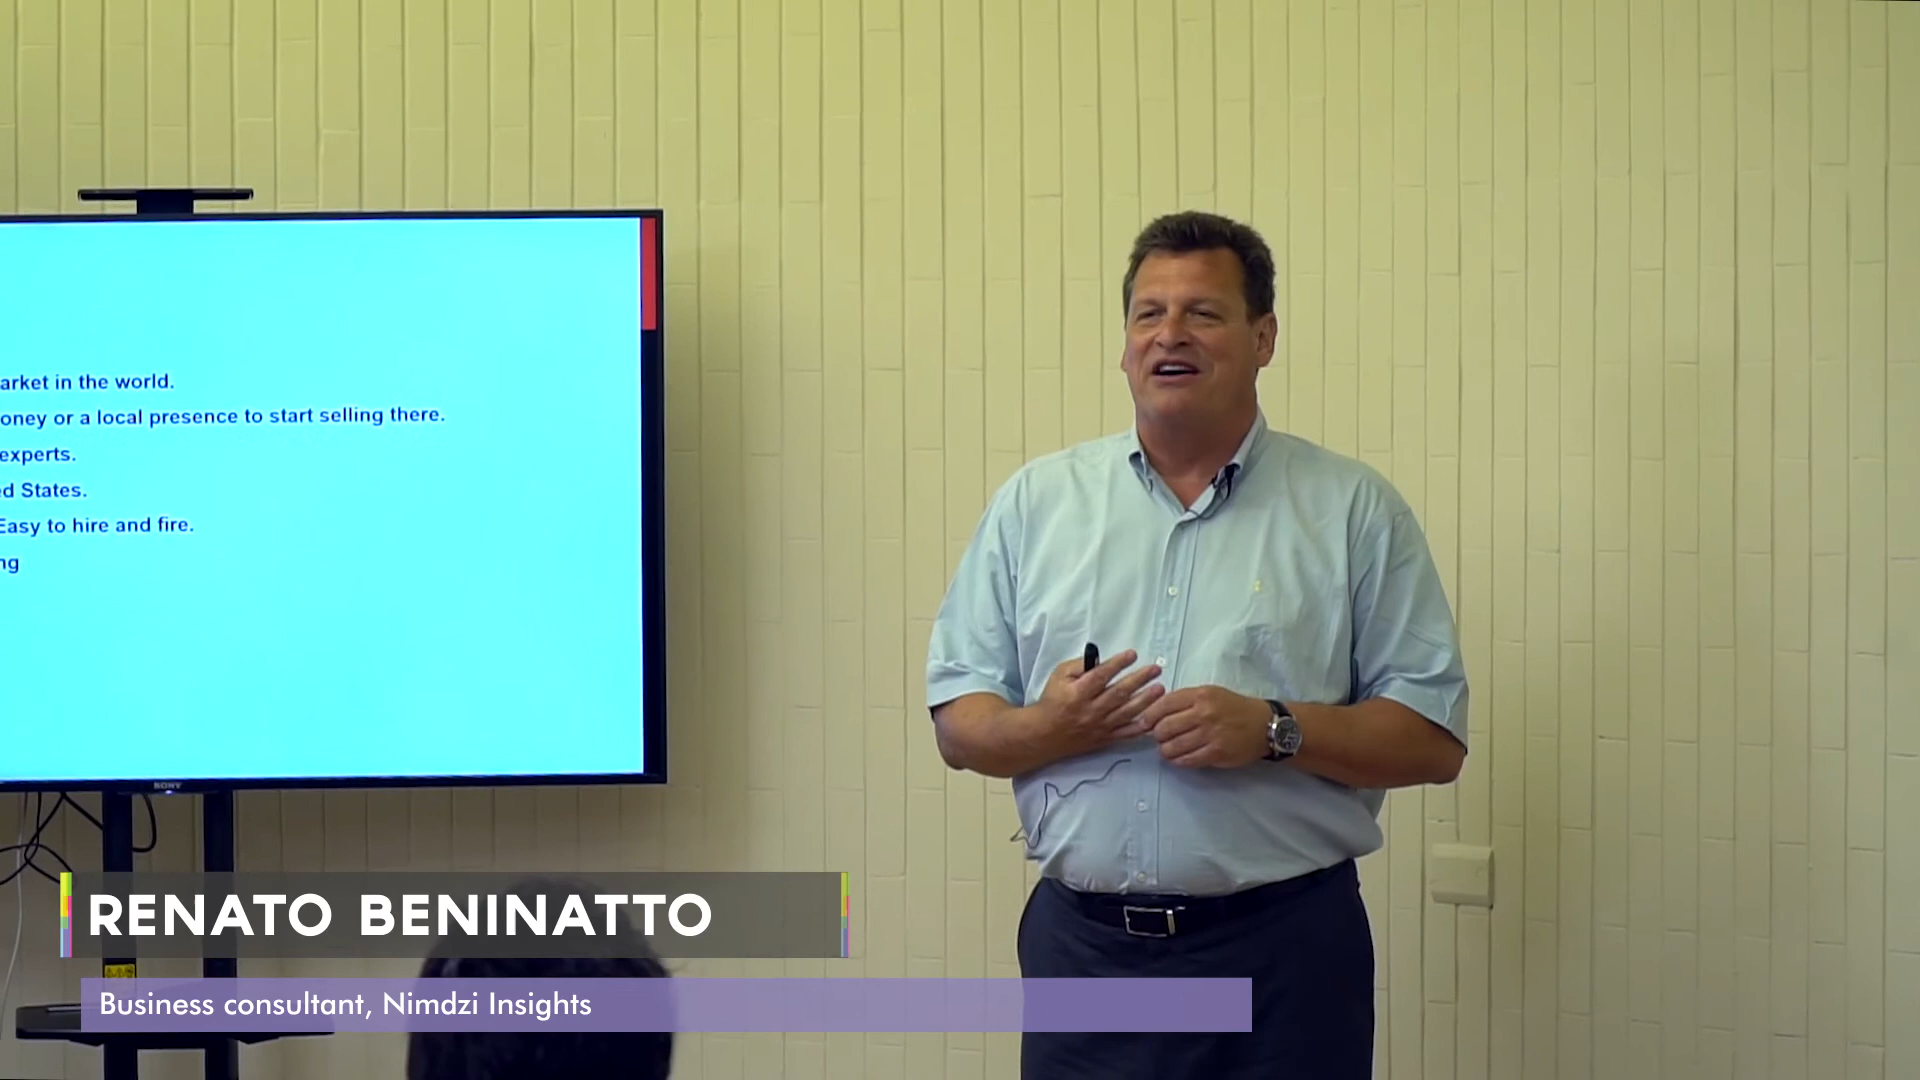 arket in the world.
oney or a local presence to start selling there.
experts.
ed States.
Easy to hire and fire.
ng
SONY
RENATO BENINATTO
Business consultant, Nimdzi Insights